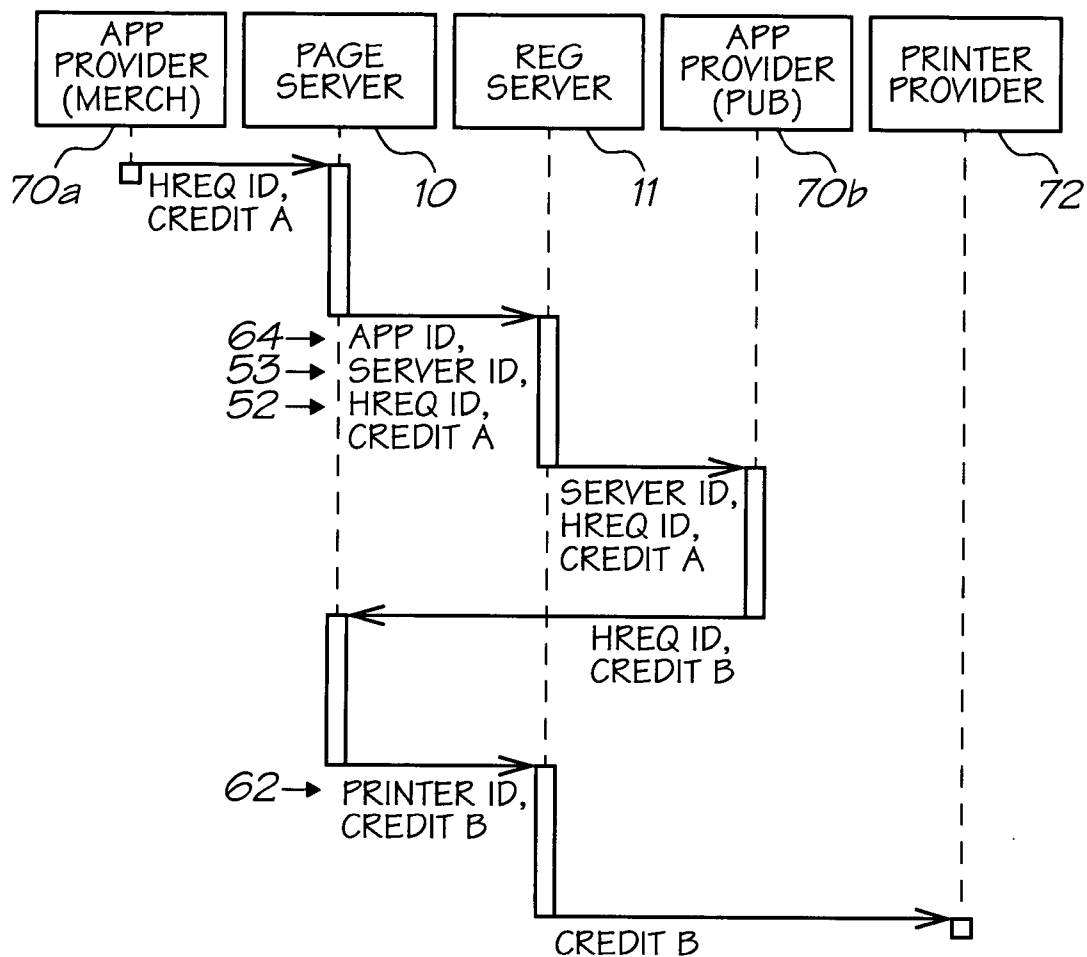 APP
PROVIDER
(MERCH)
PAGE
SERVER
REG
SERVER
APP
PROVIDER
(PUB)
PRINTER
PROVIDER
70a
10
11
70b
72
HREQ ID,
CREDIT A
64 → APP ID,
53 → SERVER ID,
52 → HREQ ID,
CREDIT A
SERVER ID,
HREQ ID,
CREDIT A
HREQ ID,
CREDIT B
62 → PRINTER ID,
CREDIT B
CREDIT B